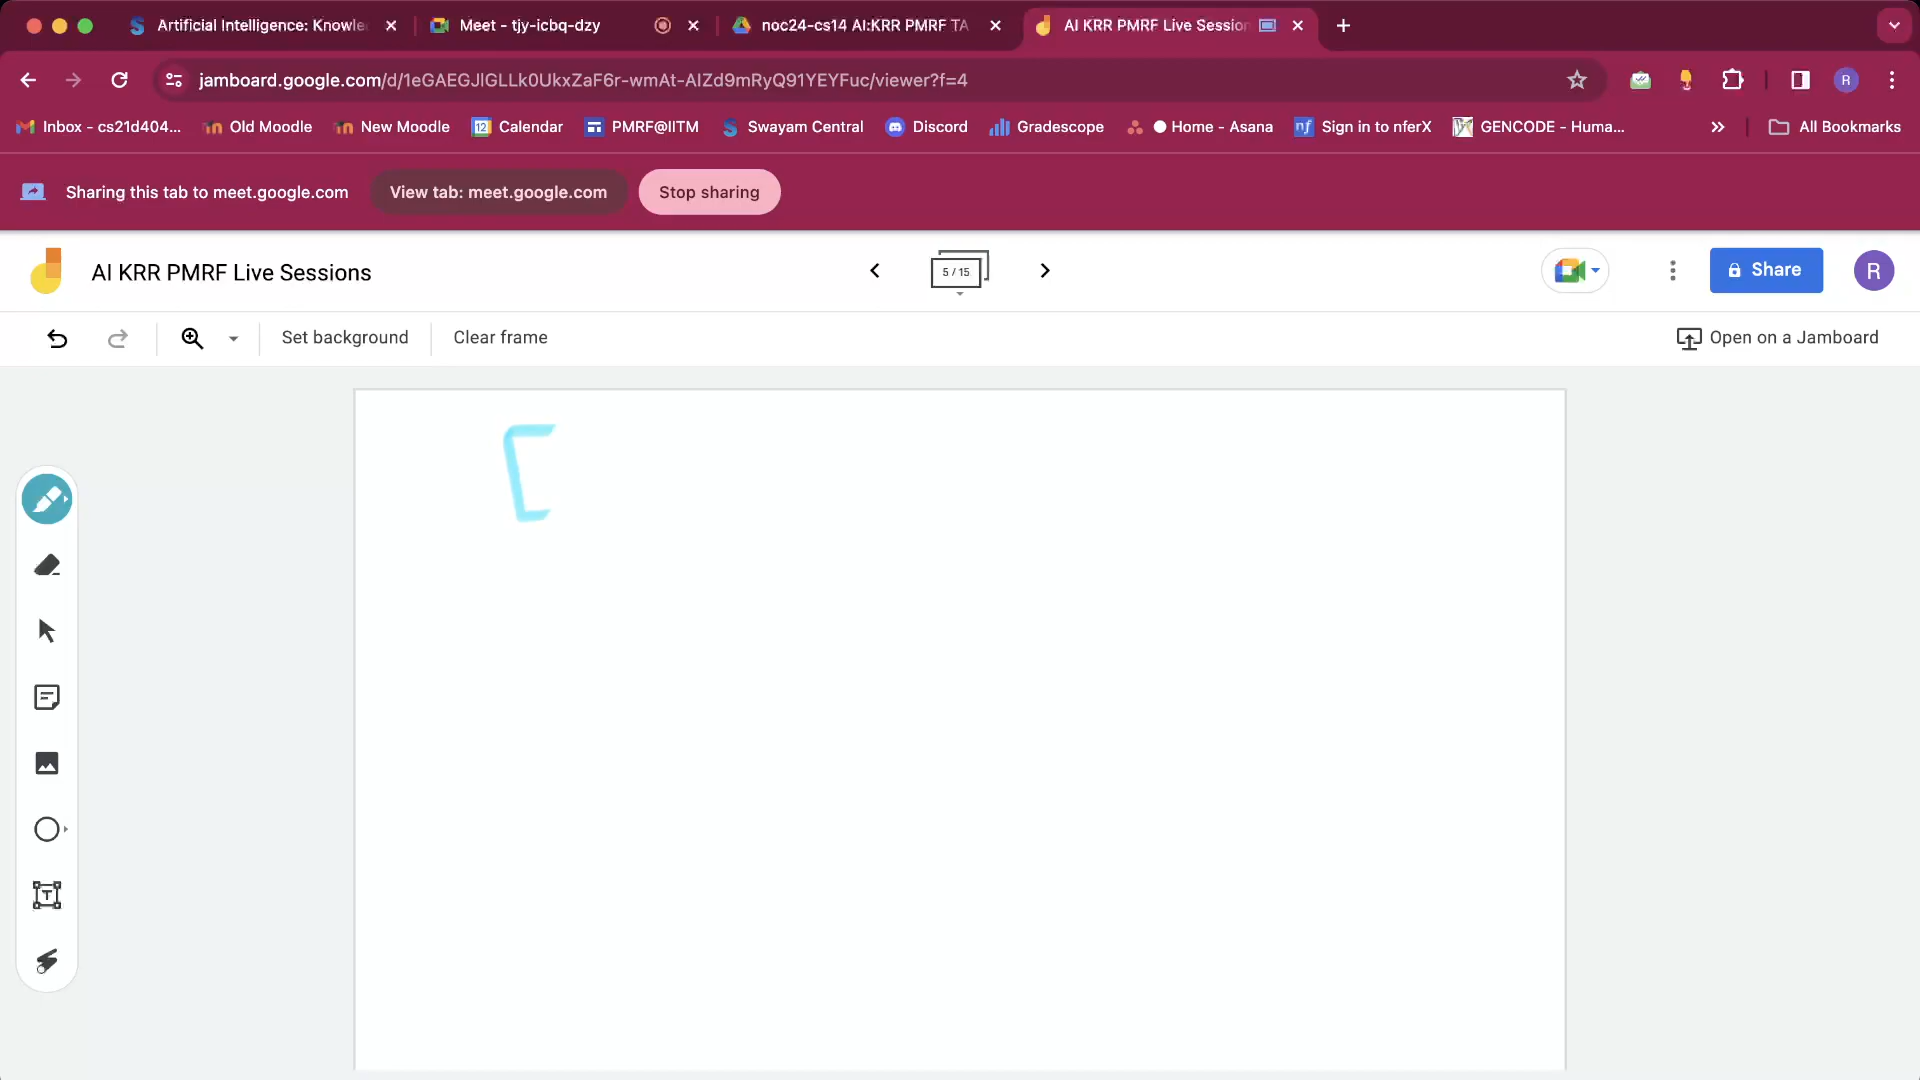 Artificial Intelligence: Knowle
Meet - tjy-icbq-dzy
noc24-cs14 AI:KRR PMRF TA
AI KRR PMRF Live Session
jamboard.google.com/d/1eGAEGJlGLLk0UkxZaF6r-wmAt-AIZd9mRyQ91YEYFuc/viewer?f=4
R
Inbox - cs21d404...
Old Moodle
New Moodle
12
Calendar
PMRF@IITM
Swayam Central
Discord
Gradescope
Home - Asana
nf
Sign in to nferX
GENCODE - Huma...
All Bookmarks
Sharing this tab to meet.google.com
View tab: meet.google.com
Stop sharing
AI KRR PMRF Live Sessions
5 / 15
Share
R
Set background
Clear frame
Open on a Jamboard
[